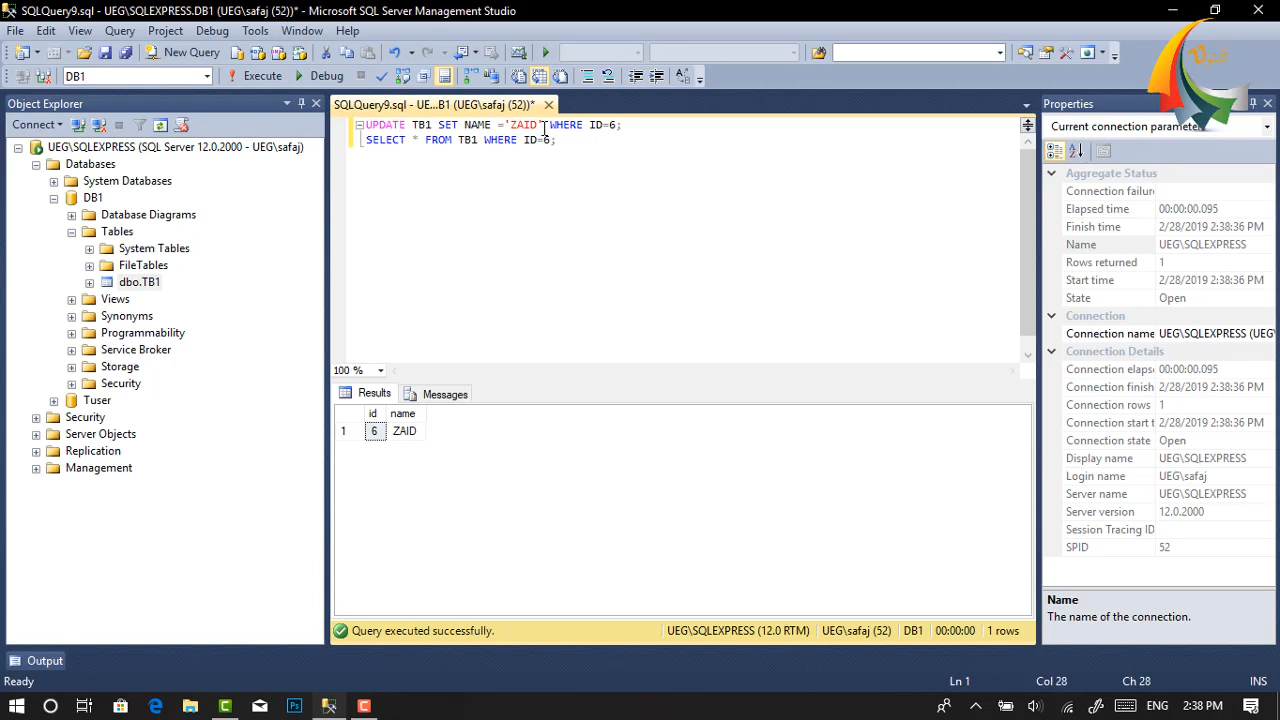 SQLQuery9.sql - UEG\SQLEXPRESS.DB1 (UEG\safaj (52))* - Microsoft SQL Server Management Studio
File Edit View Query Project Debug Tools Window Help
New Query
DB1 Execute Debug
Object Explorer
Connect
UEG\SQLEXPRESS (SQL Server 12.0.2000 - UEG\safaj)
Databases
System Databases
DB1
Database Diagrams
Tables
System Tables
FileTables
dbo.TB1
Views
Synonyms
Programmability
Service Broker
Storage
Security
Tuser
Security
Server Objects
Replication
Management
SQLQuery9.sql - UE...B1 (UEG\safaj (52))*
UPDATE TB1 SET NAME ='ZAID' WHERE ID=6;
SELECT * FROM TB1 WHERE ID=6;
100 %
Results Messages
id name
1 6 ZAID
Query executed successfully. UEG\SQLEXPRESS (12.0 RTM) UEG\safaj (52) DB1 00:00:00 1 rows
Properties
Current connection parameters
Aggregate Status
Connection failur
Elapsed time 00:00:00.095
Finish time 2/28/2019 2:38:36 PM
Name UEG\SQLEXPRESS
Rows returned 1
Start time 2/28/2019 2:38:36 PM
State Open
Connection
Connection name UEG\SQLEXPRESS (UEG\
Connection Details
Connection elaps 00:00:00.095
Connection finish 2/28/2019 2:38:36 PM
Connection rows 1
Connection start t 2/28/2019 2:38:36 PM
Connection state Open
Display name UEG\SQLEXPRESS
Login name UEG\safaj
Server name UEG\SQLEXPRESS
Server version 12.0.2000
Session Tracing ID
SPID 52
Name
The name of the connection.
Output
Ready Ln 1 Col 28 Ch 28 INS
ENG 2:38 PM